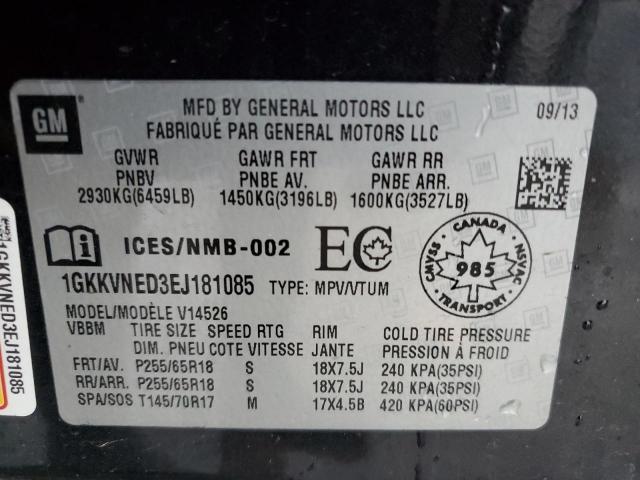 GM
MFD BY GENERAL MOTORS LLC
FABRIQUÉ PAR GENERAL MOTORS LLC
09/13
GVWR GAWR FRT GAWR RR
PNBV PNBE AV. PNBE ARR.
2930KG(6459LB) 1450KG(3196LB) 1600KG(3527LB)
i ICES/NMB-002 EC
CANADA
CMVSS 985 NSVAC
TRANSPORT
1GKKVNED3EJ181085 TYPE: MPV/VTUM
MODEL/MODÈLE V14526
VBBM TIRE SIZE SPEED RTG RIM COLD TIRE PRESSURE
DIM. PNEU COTE VITESSE JANTE PRESSION À FROID
FRT/AV. P255/65R18 S 18X7.5J 240 KPA(35PSI)
RR/ARR. P255/65R18 S 18X7.5J 240 KPA(35PSI)
SPA/SOS T145/70R17 M 17X4.5B 420 KPA(60PSI)
1GKKVNED3EJ181085